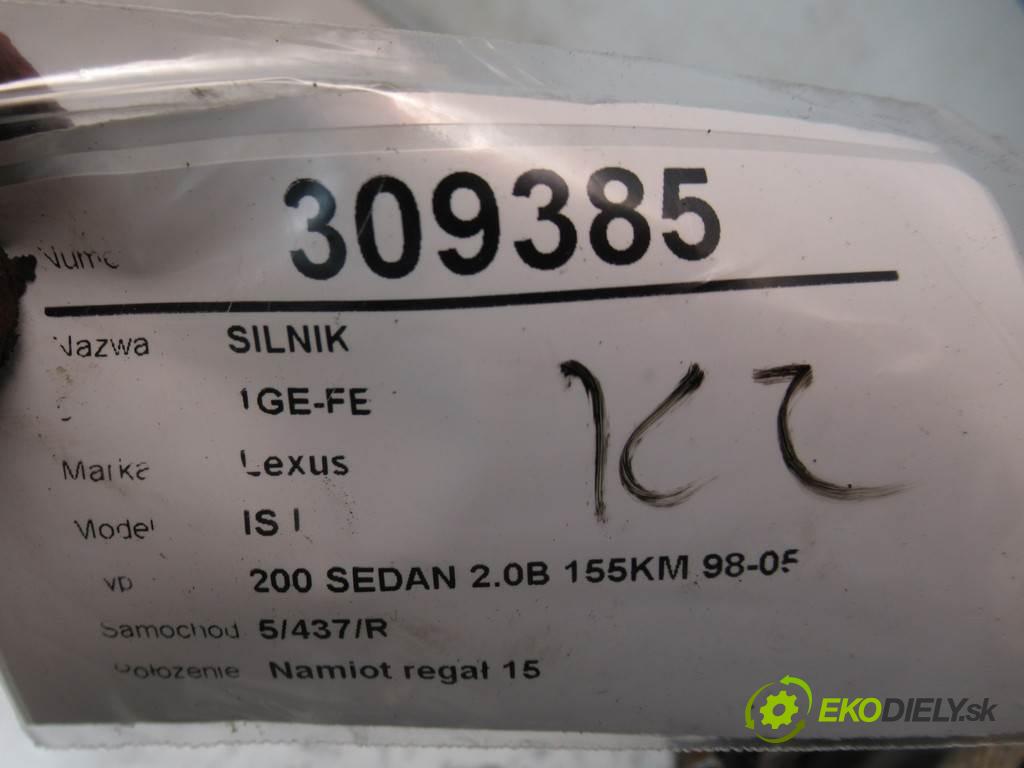 309385
Nazwa SILNIK
1GE-FE
Marka Lexus
Model IS I
200 SEDAN 2.0B 155KM 98-05
Samochod 5/437/R
Położenie Namiot regał 15
EKODIELY.sk